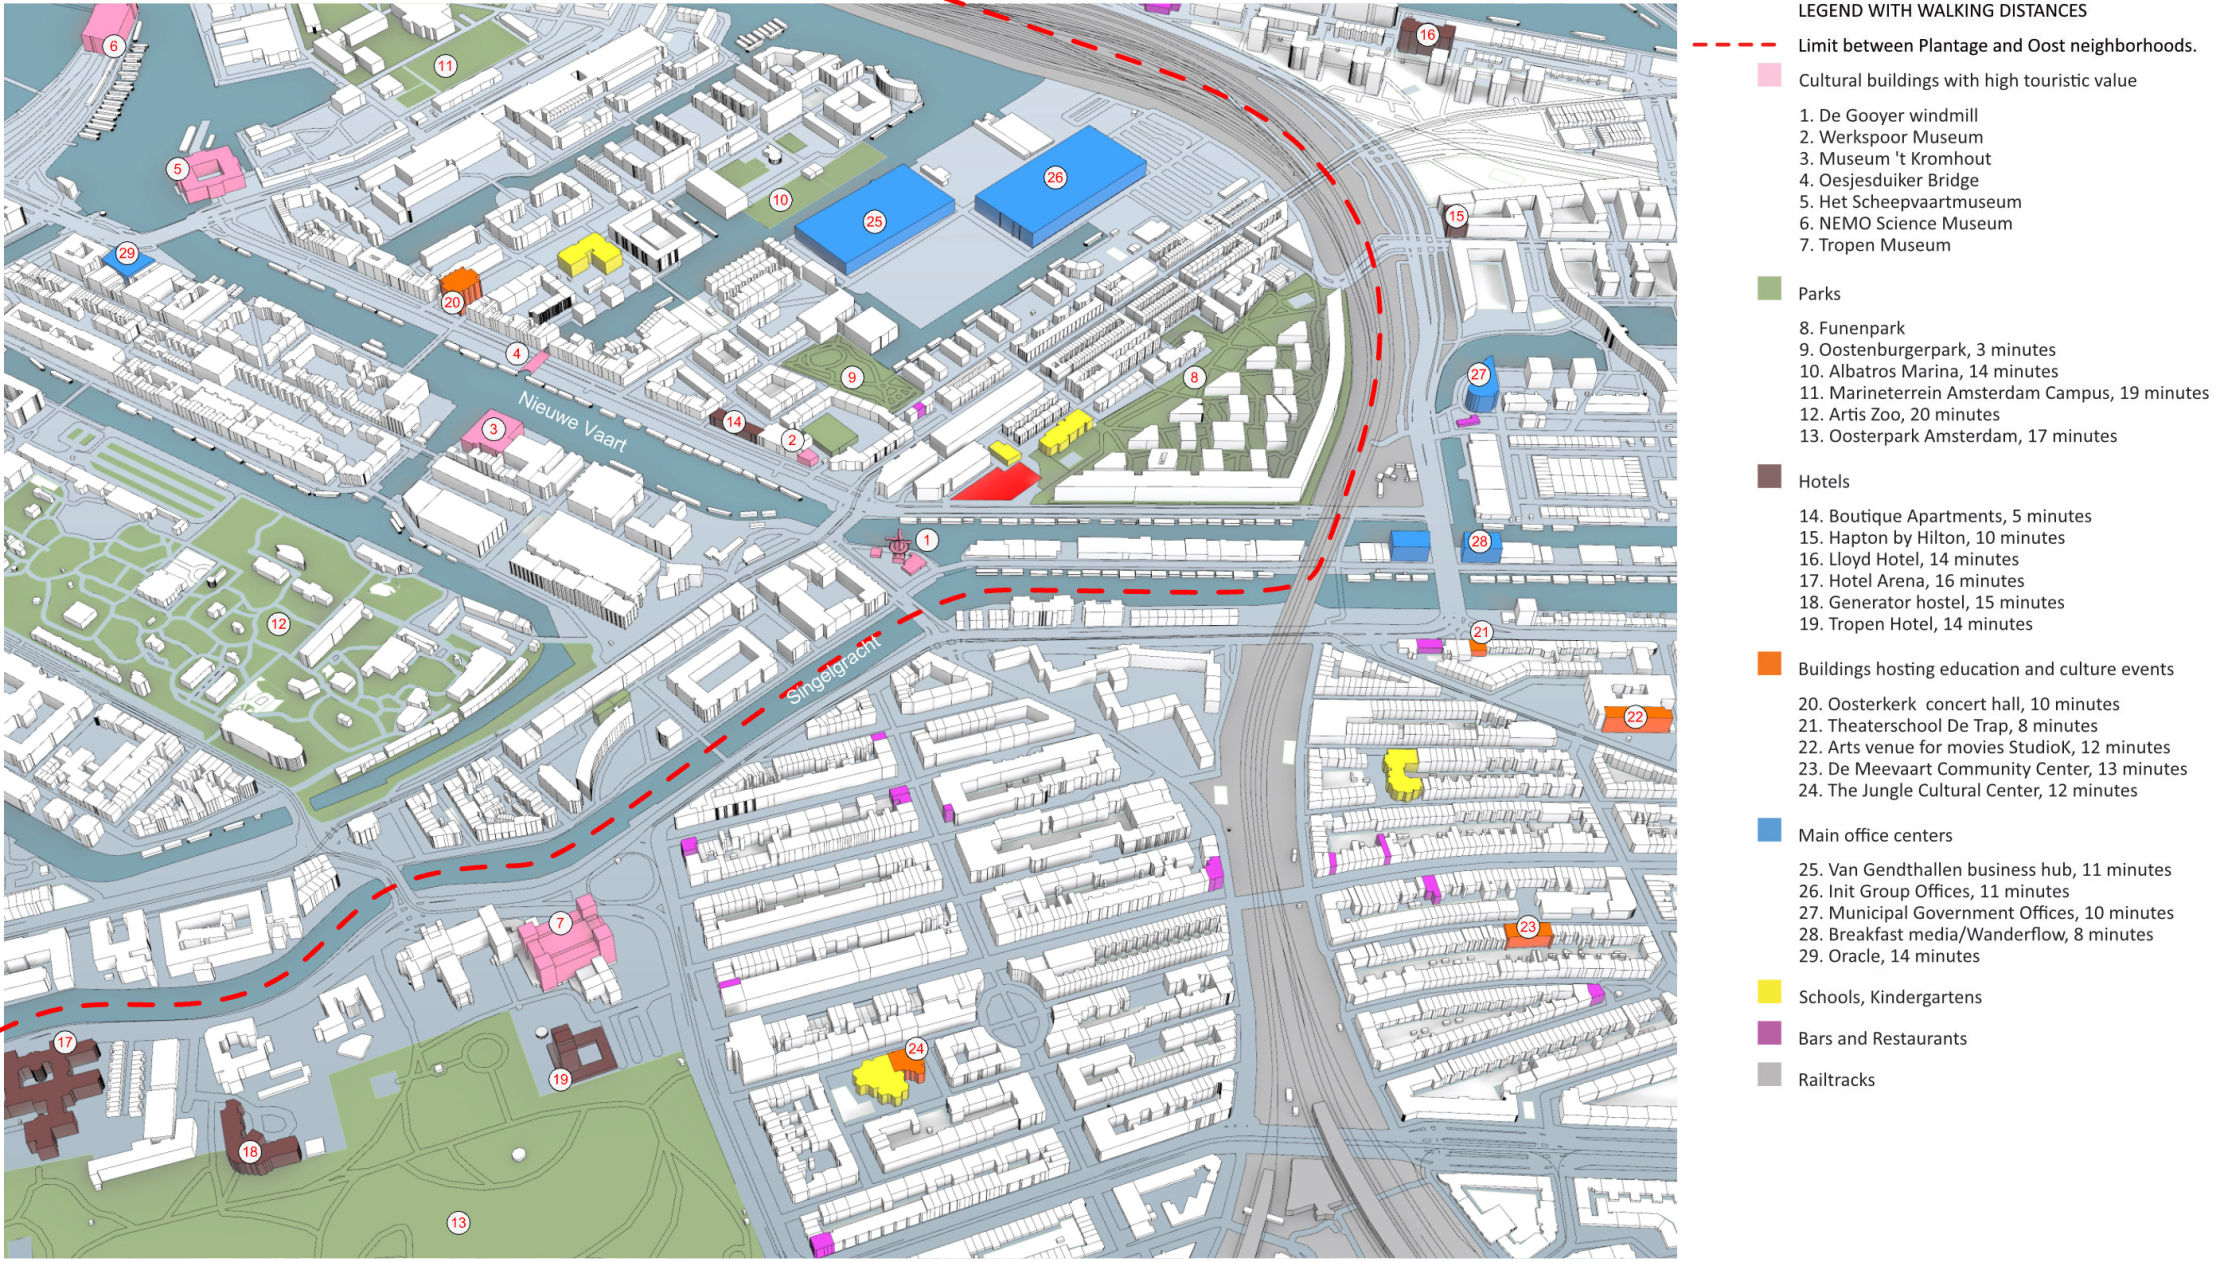 LEGEND WITH WALKING DISTANCES
Limit between Plantage and Oost neighborhoods.
Cultural buildings with high touristic value
1. De Gooyer windmill
2. Werkspoor Museum
3. Museum 't Kromhout
4. Oesjesduiker Bridge
5. Het Scheepvaartmuseum
6. NEMO Science Museum
7. Tropen Museum
Parks
8. Funenpark
9. Oostenburgerpark, 3 minutes
10. Albatros Marina, 14 minutes
11. Marineterrein Amsterdam Campus, 19 minutes
12. Artis Zoo, 20 minutes
13. Oosterpark Amsterdam, 17 minutes
Hotels
14. Boutique Apartments, 5 minutes
15. Hapton by Hilton, 10 minutes
16. Lloyd Hotel, 14 minutes
17. Hotel Arena, 16 minutes
18. Generator hostel, 15 minutes
19. Tropen Hotel, 14 minutes
Buildings hosting education and culture events
20. Oosterkerk  concert hall, 10 minutes
21. Theaterschool De Trap, 8 minutes
22. Arts venue for movies StudioK, 12 minutes
23. De Meevaart Community Center, 13 minutes
24. The Jungle Cultural Center, 12 minutes
Main office centers
25. Van Gendthallen business hub, 11 minutes
26. Init Group Offices, 11 minutes
27. Municipal Government Offices, 10 minutes
28. Breakfast media/Wanderflow, 8 minutes
29. Oracle, 14 minutes
Schools, Kindergartens
Bars and Restaurants
Railtracks
6
16
11
5
26
10
15
25
29
20
4
27
8
9
14
3
2
Nieuwe Vaart
1
28
12
21
Singelgracht
22
7
23
17
24
19
18
13